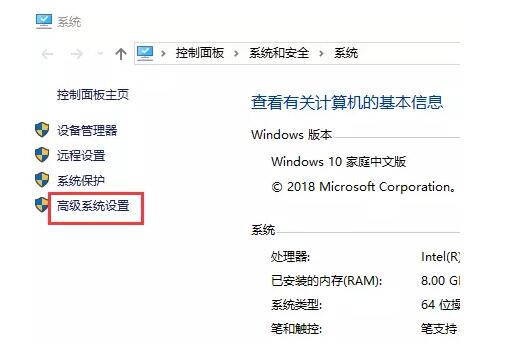 系统
控制面板 系统和安全 系统
控制面板主页
设备管理器
远程设置
系统保护
高级系统设置
查看有关计算机的基本信息
Windows 版本
Windows 10 家庭中文版
© 2018 Microsoft Corporation。
系统
处理器: Intel(R)
已安装的内存(RAM): 8.00 G
系统类型: 64 位
笔和触控: 笔支持